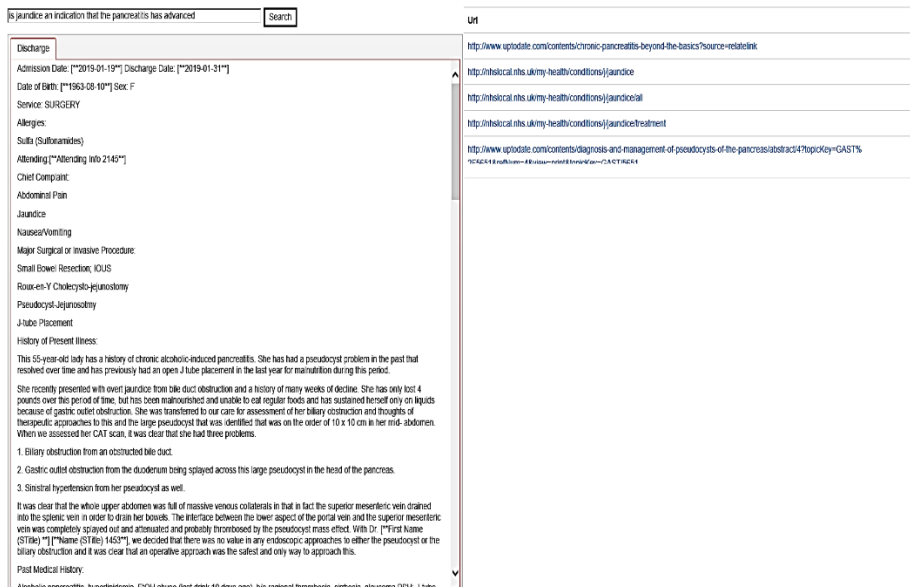 is jaundice an indication that the pancreatitis has advanced
Search
Discharge
Admission Date: [**2019-01-19**] Discharge Date: [**2019-01-31**]
Date of Birth: [**1963-08-10**] Sex: F
Service: SURGERY
Allergies:
Sulfa (Sulfonamides)
Attending:[**Attending Info 2145**]
Chief Complaint:
Abdominal Pain
Jaundice
Nausea/Vomiting
Major Surgical or Invasive Procedure:
Small Bowel Resection; IOUS
Roux-en-Y Cholecysto-jejunostomy
Pseudocyst-Jejunosotmy
J-tube Placement
History of Present Illness:
This 55-year-old lady has a history of chronic alcoholic-induced pancreatitis. She has had a pseudocyst problem in the past that
resolved over time and has previously had an open J tube placement in the last year for malnutrition during this period.
She recently presented with overt jaundice from bile duct obstruction and a history of many weeks of decline. She has only lost 4
pounds over this period of time, but has been malnourished and unable to eat regular foods and has sustained herself only on liquids
because of gastric outlet obstruction. She was transferred to our care for assessment of her biliary obstruction and thoughts of
therapeutic approaches to this and the large pseudocyst that was identified that was on the order of 10 x 10 cm in her mid- abdomen.
When we assessed her CAT scan, it was clear that she had three problems.
1. Biliary obstruction from an obstructed bile duct.
2. Gastric outlet obstruction from the duodenum being splayed across this large pseudocyst in the head of the pancreas.
3. Sinistral hypertension from her pseudocyst as well.
It was clear that the whole upper abdomen was full of massive venous collaterals in that in fact the superior mesenteric vein drained
into the splenic vein in order to drain her bowels. The interface between the lower aspect of the portal vein and the superior mesenteric
vein was completely splayed out and attenuated and probably thrombosed by the pseudocyst mass effect. With Dr. [**First Name
(STitle) **] [**Name (STitle) 1453**], we decided that there was no value in any endoscopic approaches to either the pseudocyst or the
biliary obstruction and it was clear that an operative approach was the safest and only way to approach this.
Past Medical History:
Url
http://www.uptodate.com/contents/chronic-pancreatitis-beyond-the-basics?source=relatelink
http://nhslocal.nhs.uk/my-health/conditions/j/jaundice
http://nhslocal.nhs.uk/my-health/conditions/j/jaundice/all
http://nhslocal.nhs.uk/my-health/conditions/j/jaundice/treatment
http://www.uptodate.com/contents/diagnosis-and-management-of-pseudocysts-of-the-pancreas/abstract/4?topicKey=GAST%